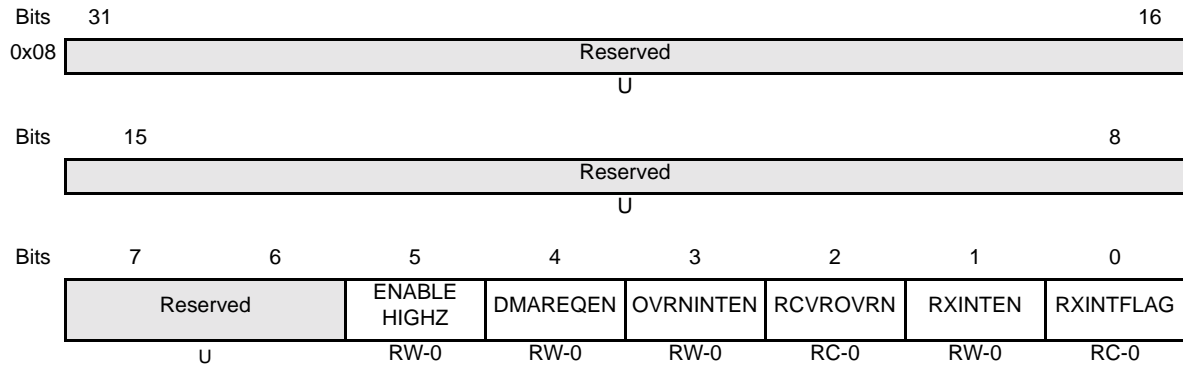 Bits 31 16
0x08 Reserved
U
Bits 15 8
Reserved
U
Bits 7 6 5 4 3 2 1 0
Reserved ENABLE HIGHZ DMAREQEN OVRNINTEN RCVROVRN RXINTEN RXINTFLAG
U RW-0 RW-0 RW-0 RC-0 RW-0 RC-0